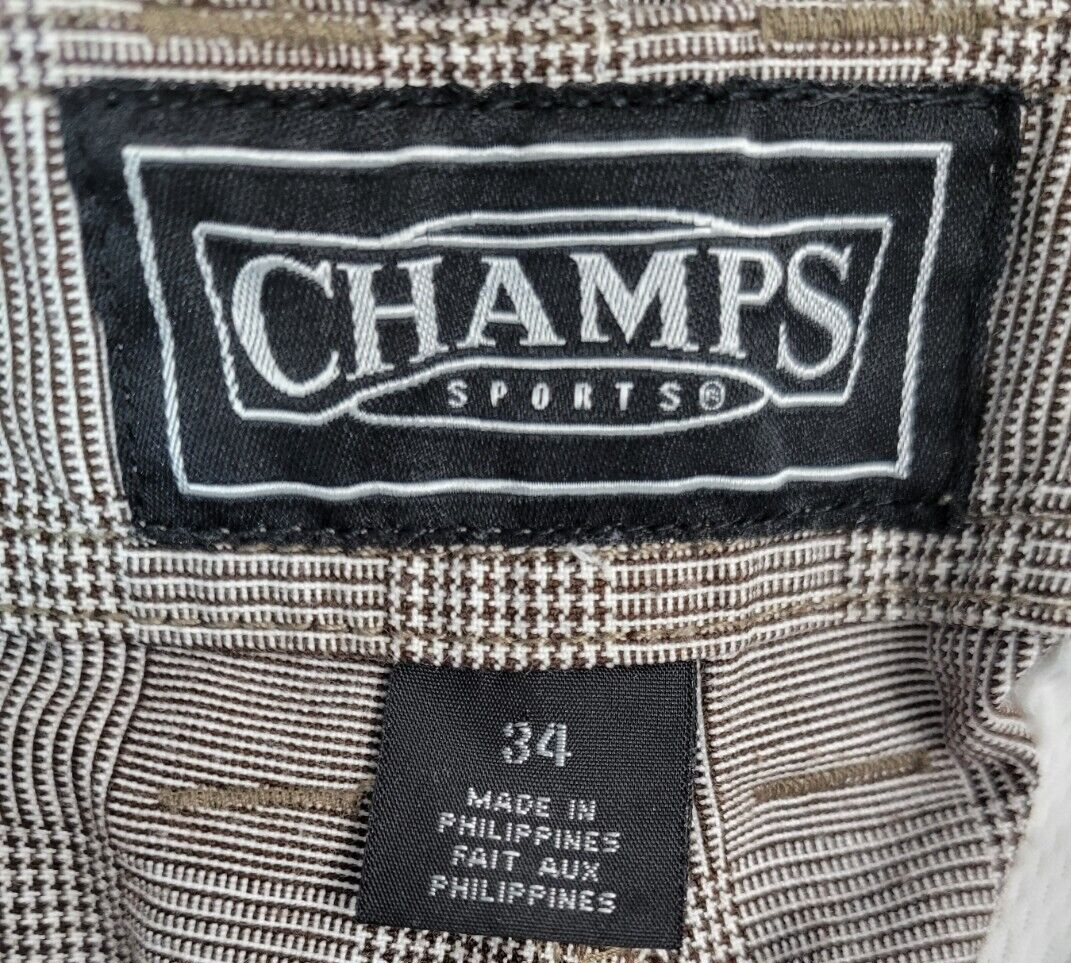 CHAMPS
SPORTS®
34
MADE IN
PHILIPPINES
FAIT AUX
PHILIPPINES